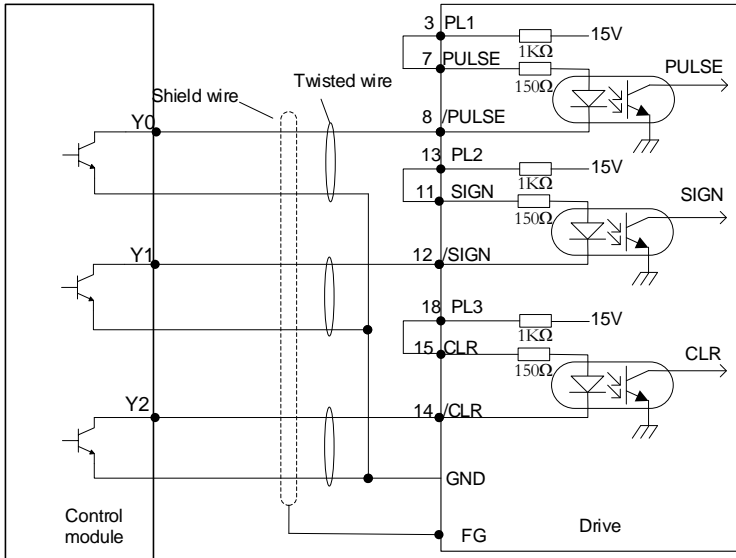 3 PL1
15V
1KΩ
7 PULSE
150Ω
PULSE
Shield wire
Twisted wire
Y0
8 /PULSE
13 PL2
15V
1KΩ
11 SIGN
150Ω
SIGN
Y1
12 /SIGN
18 PL3
15V
1KΩ
15 CLR
150Ω
CLR
Y2
14 /CLR
GND
Control
module
FG
Drive